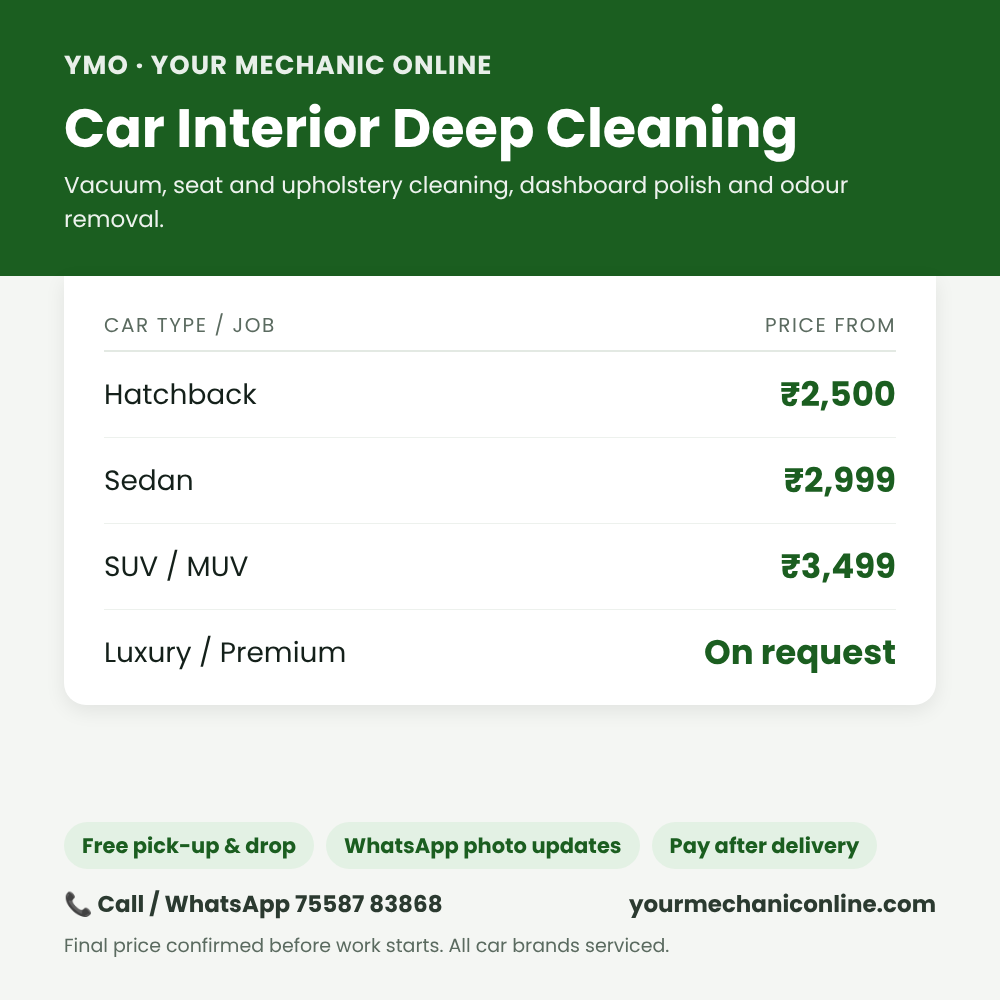 YMO · YOUR MECHANIC ONLINE
Car Interior Deep Cleaning
Vacuum, seat and upholstery cleaning, dashboard polish and odour
removal.
CAR TYPE / JOB PRICE FROM
Hatchback ₹2,500
Sedan ₹2,999
SUV / MUV ₹3,499
Luxury / Premium On request
Free pick-up & drop WhatsApp photo updates Pay after delivery
📞 Call / WhatsApp 75587 83868 yourmechaniconline.com
Final price confirmed before work starts. All car brands serviced.